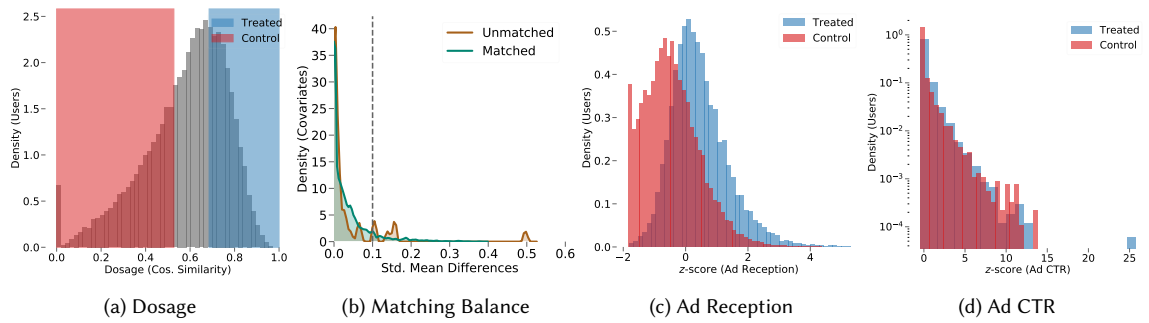 2.5
2.0
1.5
1.0
0.5
0.0
Density (Users)
Treated
Control
0.0 0.2 0.4 0.6 0.8 1.0
Dosage (Cos. Similarity)
(a) Dosage
40
35
30
25
20
15
10
5
0
Density (Covariates)
Unmatched
Matched
0.0 0.1 0.2 0.3 0.4 0.5 0.6
Std. Mean Differences
(b) Matching Balance
0.5
0.4
0.3
0.2
0.1
0.0
Density (Users)
Treated
Control
−2 0 2 4
z-score (Ad Reception)
(c) Ad Reception
10⁰
10⁻¹
10⁻²
10⁻³
10⁻⁴
Density (Users)
Treated
Control
0 5 10 15 20 25
z-score (Ad CTR)
(d) Ad CTR